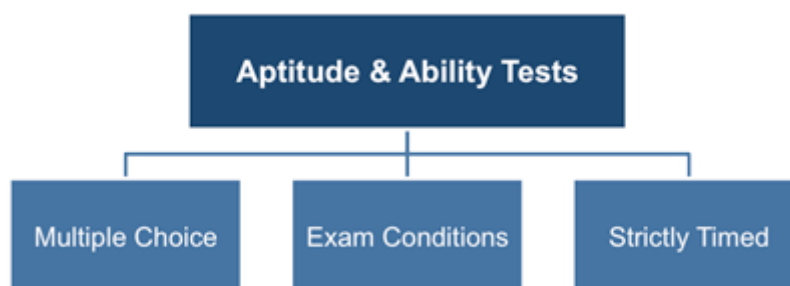 Aptitude & Ability Tests
Multiple Choice
Exam Conditions
Strictly Timed